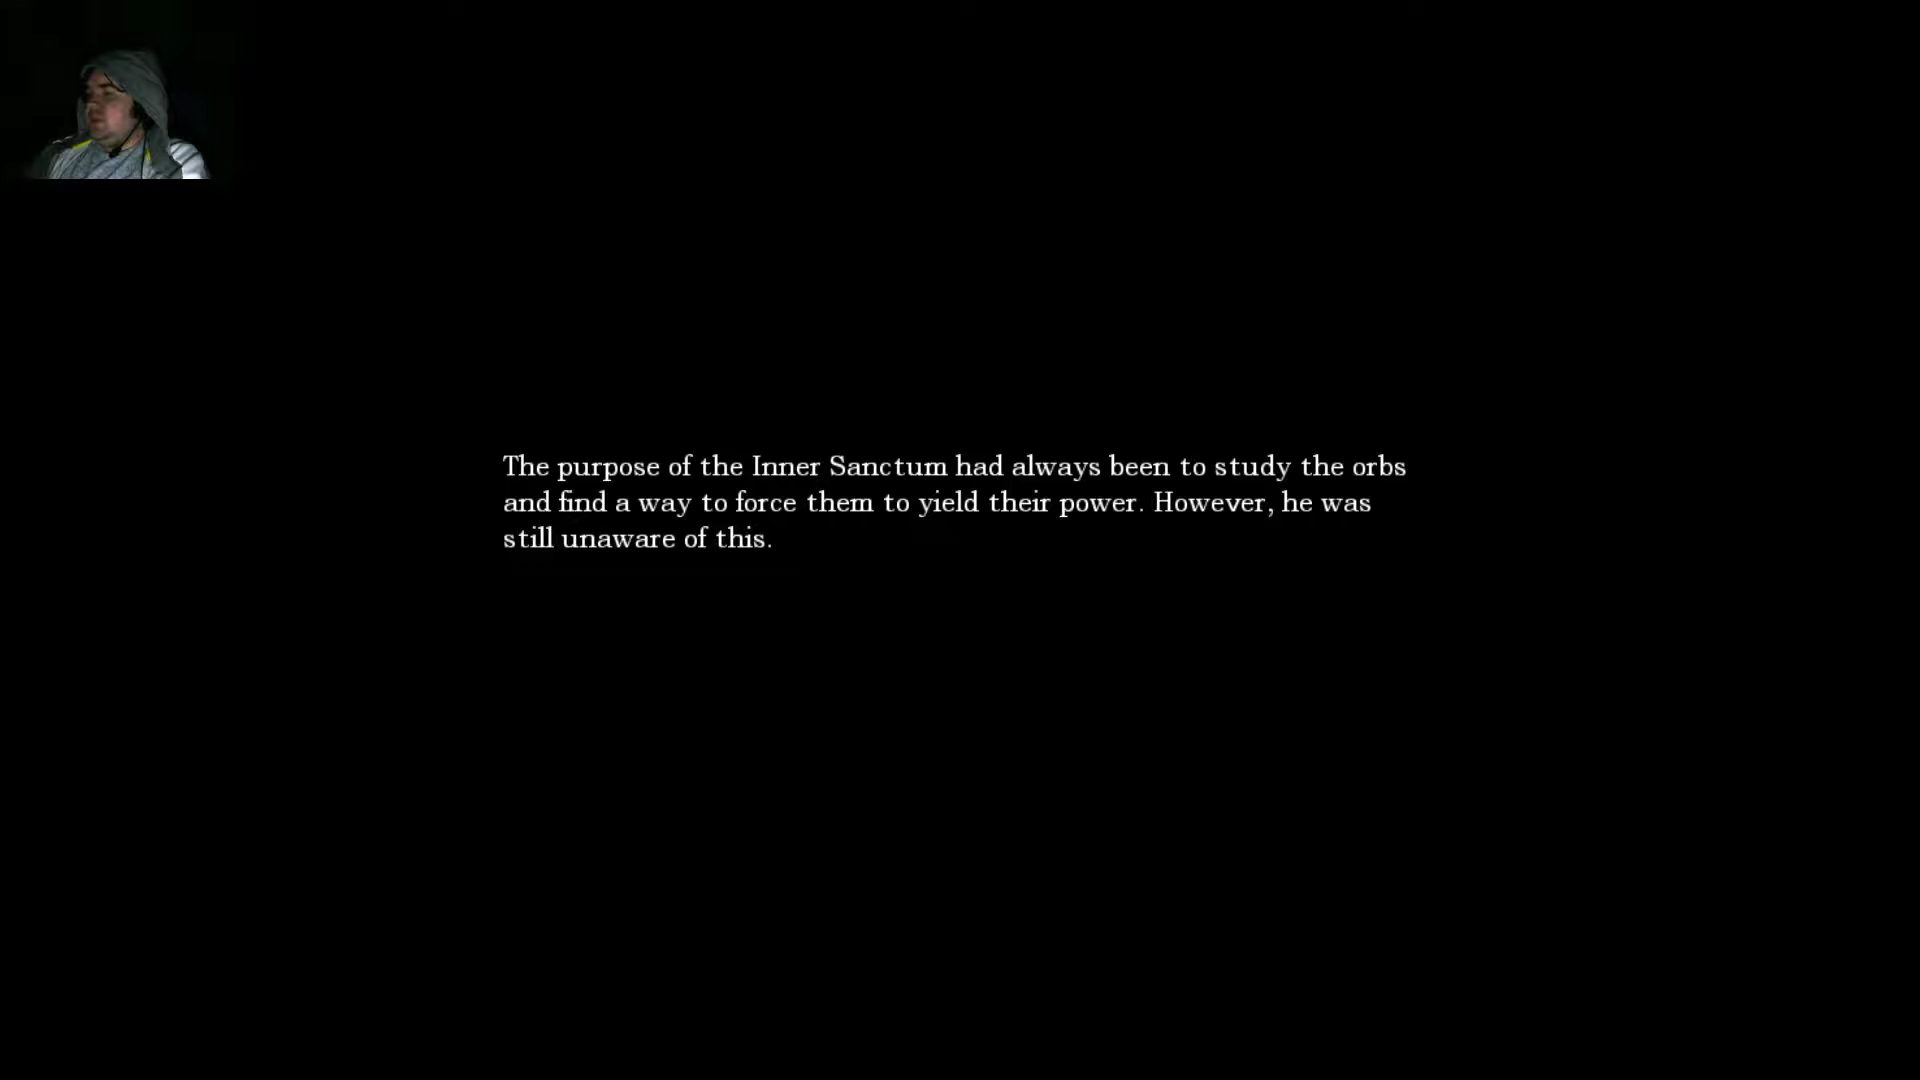 The purpose of the Inner Sanctum had always been to study the orbs
and find a way to force them to yield their power. However, he was
still unaware of this.